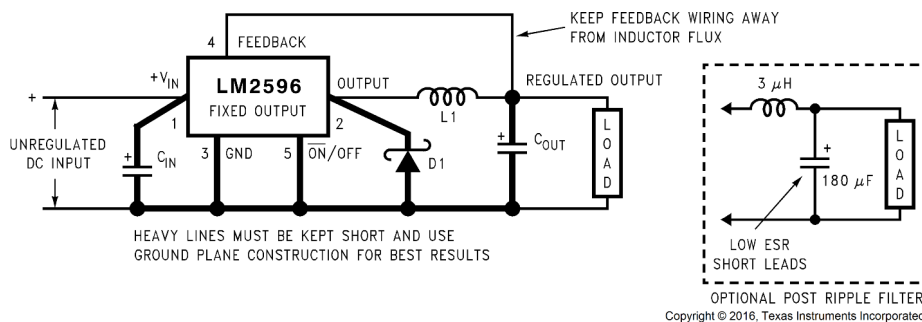 KEEP FEEDBACK WIRING AWAY
FROM INDUCTOR FLUX
4 FEEDBACK
+VIN
LM2596
FIXED OUTPUT
OUTPUT
REGULATED OUTPUT
3 μH
+
1
2
L1
UNREGULATED
DC INPUT
+
CIN
3 GND
5 ON/OFF
D1
+
COUT
LOAD
+
180 μF
LOAD
HEAVY LINES MUST BE KEPT SHORT AND USE
GROUND PLANE CONSTRUCTION FOR BEST RESULTS
LOW ESR
SHORT LEADS
OPTIONAL POST RIPPLE FILTER
Copyright © 2016, Texas Instruments Incorporated